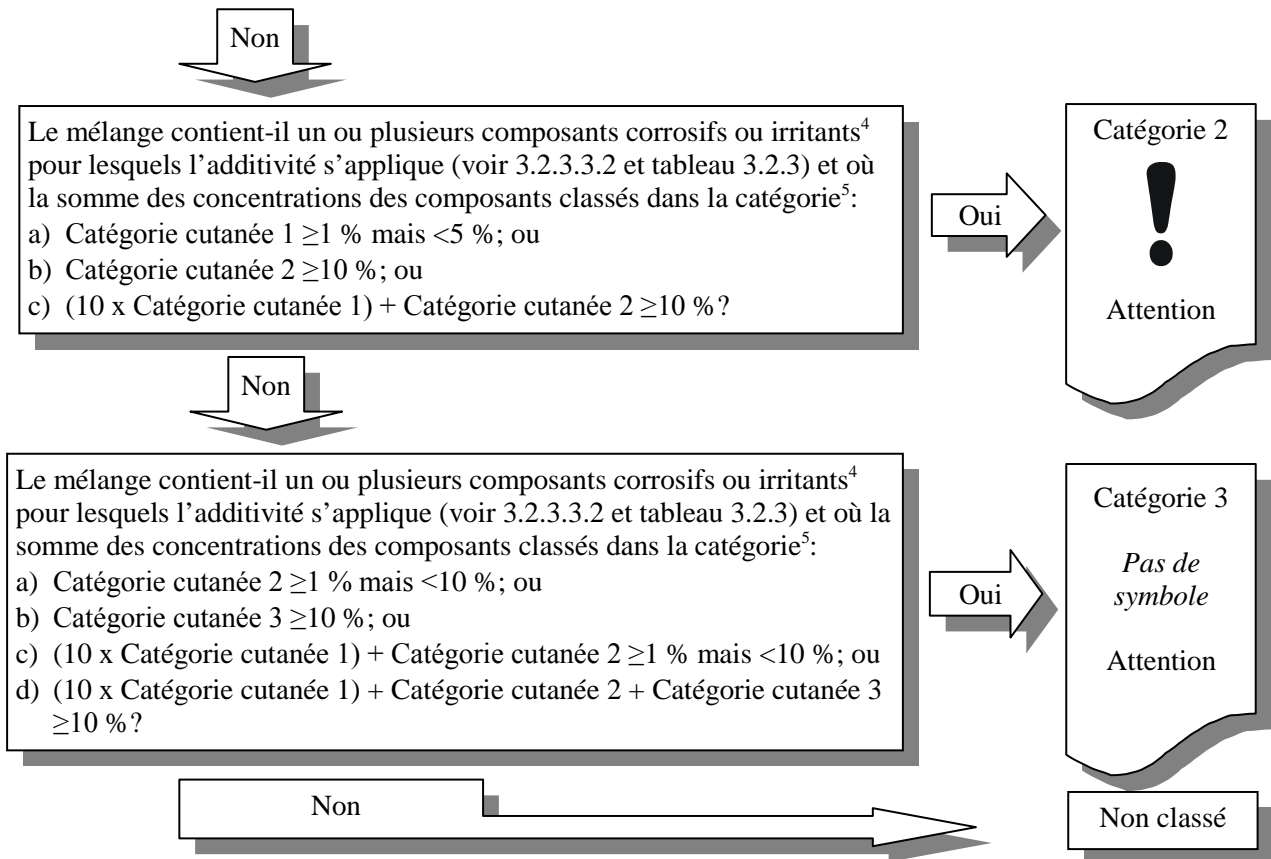 Non
Le mélange contient-il un ou plusieurs composants corrosifs ou irritants⁴
pour lesquels l’additivité s’applique (voir 3.2.3.3.2 et tableau 3.2.3) et où
la somme des concentrations des composants classés dans la catégorie⁵:
a) Catégorie cutanée 1 ≥1 % mais <5 %; ou
b) Catégorie cutanée 2 ≥10 %; ou
c) (10 x Catégorie cutanée 1) + Catégorie cutanée 2 ≥10 %?
Oui
Catégorie 2
!
Attention
Non
Le mélange contient-il un ou plusieurs composants corrosifs ou irritants⁴
pour lesquels l’additivité s’applique (voir 3.2.3.3.2 et tableau 3.2.3) et où la
somme des concentrations des composants classés dans la catégorie⁵:
a) Catégorie cutanée 2 ≥1 % mais <10 %; ou
b) Catégorie cutanée 3 ≥10 %; ou
c) (10 x Catégorie cutanée 1) + Catégorie cutanée 2 ≥1 % mais <10 %; ou
d) (10 x Catégorie cutanée 1) + Catégorie cutanée 2 + Catégorie cutanée 3
≥10 %?
Oui
Catégorie 3
Pas de
symbole
Attention
Non
Non classé